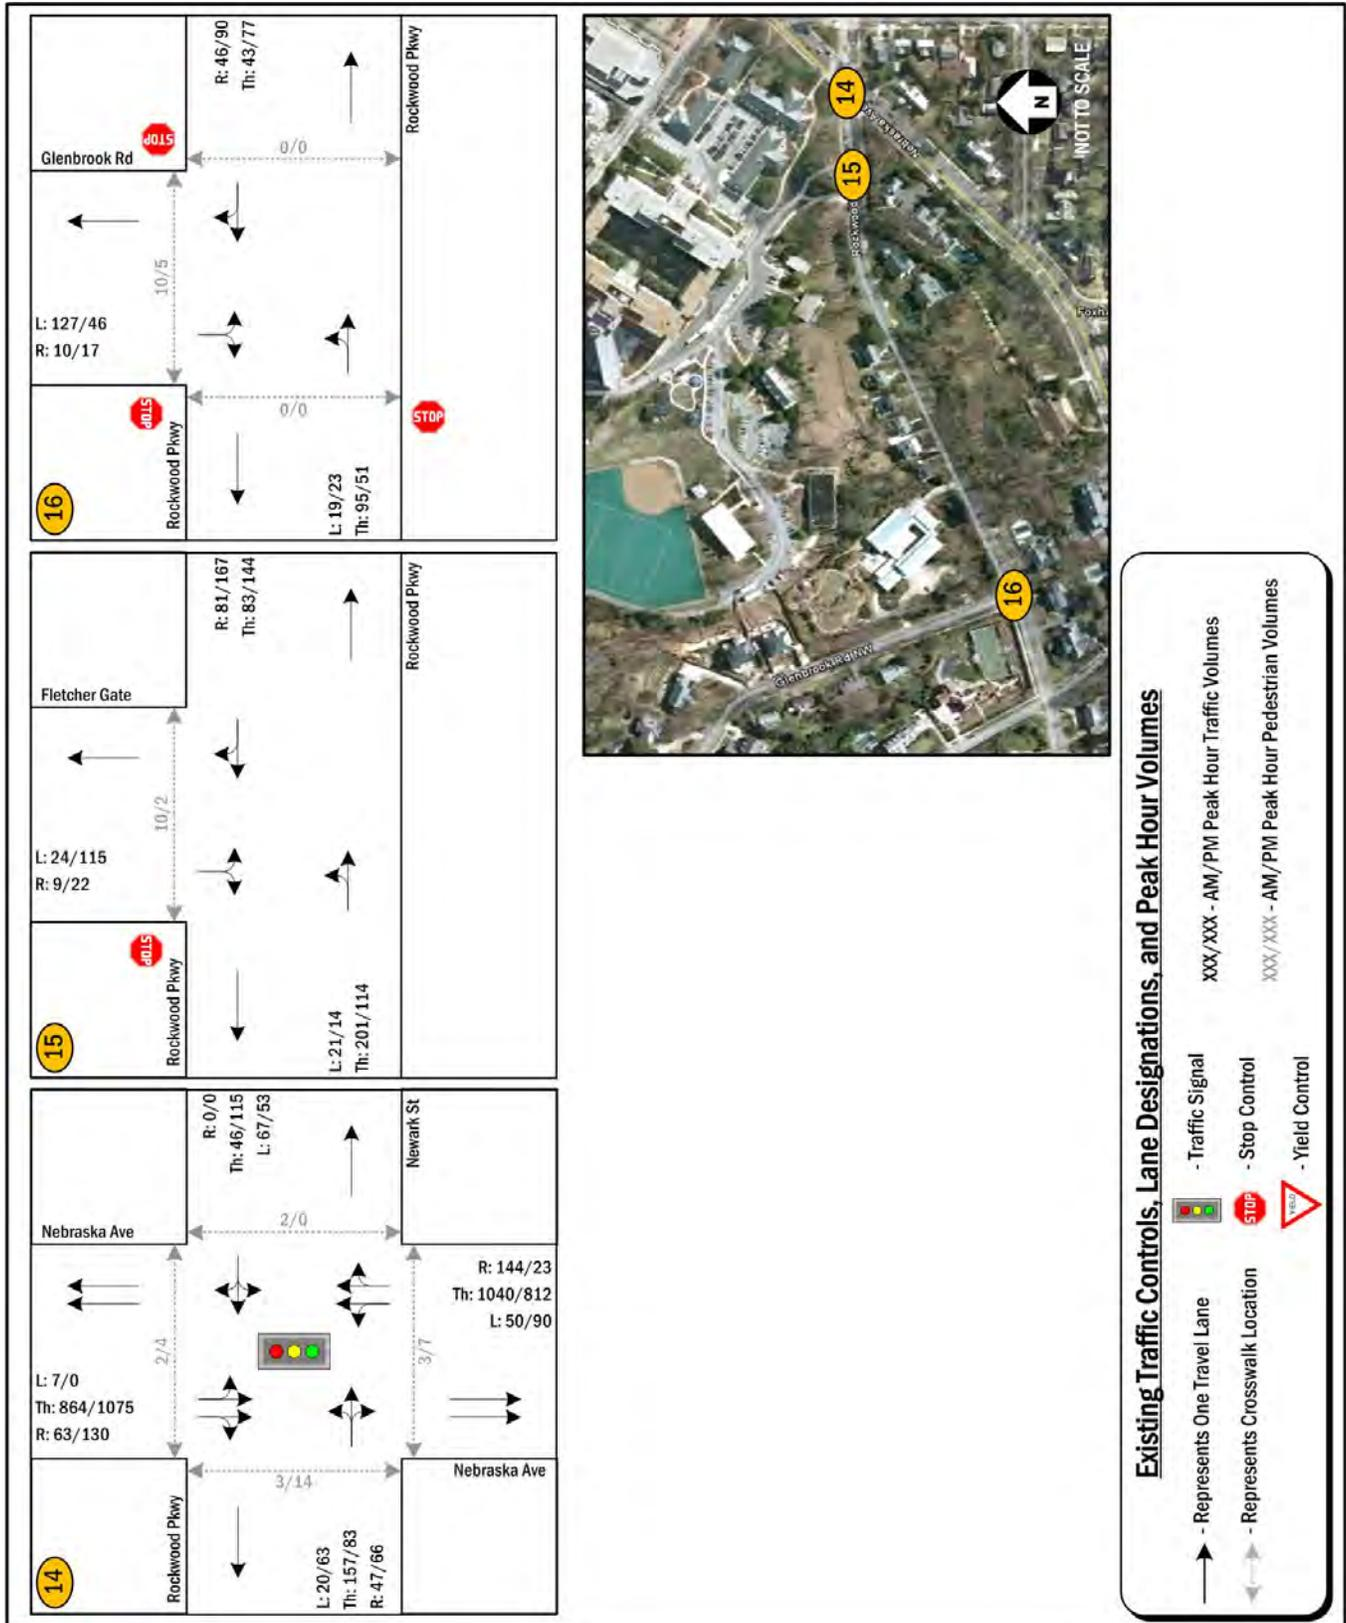 14
Rockwood Pkwy
Nebraska Ave
L: 7/0
Th: 864/1075
R: 63/130
2/4
R: 0/0
Th: 46/115
L: 67/53
2/0
3/14
L: 20/63
Th: 157/83
R: 47/66
3/7
R: 144/23
Th: 1040/812
L: 50/90
Nebraska Ave
Newark St
15
STOP
Rockwood Pkwy
Fletcher Gate
L: 24/115
R: 9/22
10/2
R: 81/167
Th: 83/144
L: 21/14
Th: 201/114
Rockwood Pkwy
16
STOP
Rockwood Pkwy
Glenbrook Rd
STOP
L: 127/46
R: 10/17
10/5
R: 46/90
Th: 43/77
0/0
0/0
L: 19/23
Th: 95/51
STOP
Rockwood Pkwy
14
15
16
Rockwood
Nebraska Av
Glenbrook Rd NW
Foxh
N
NOT TO SCALE
Existing Traffic Controls, Lane Designations, and Peak Hour Volumes
- Represents One Travel Lane
- Represents Crosswalk Location
- Traffic Signal
STOP
- Stop Control
YIELD
- Yield Control
XXX/XXX - AM/PM Peak Hour Traffic Volumes
XXX/XXX - AM/PM Peak Hour Pedestrian Volumes